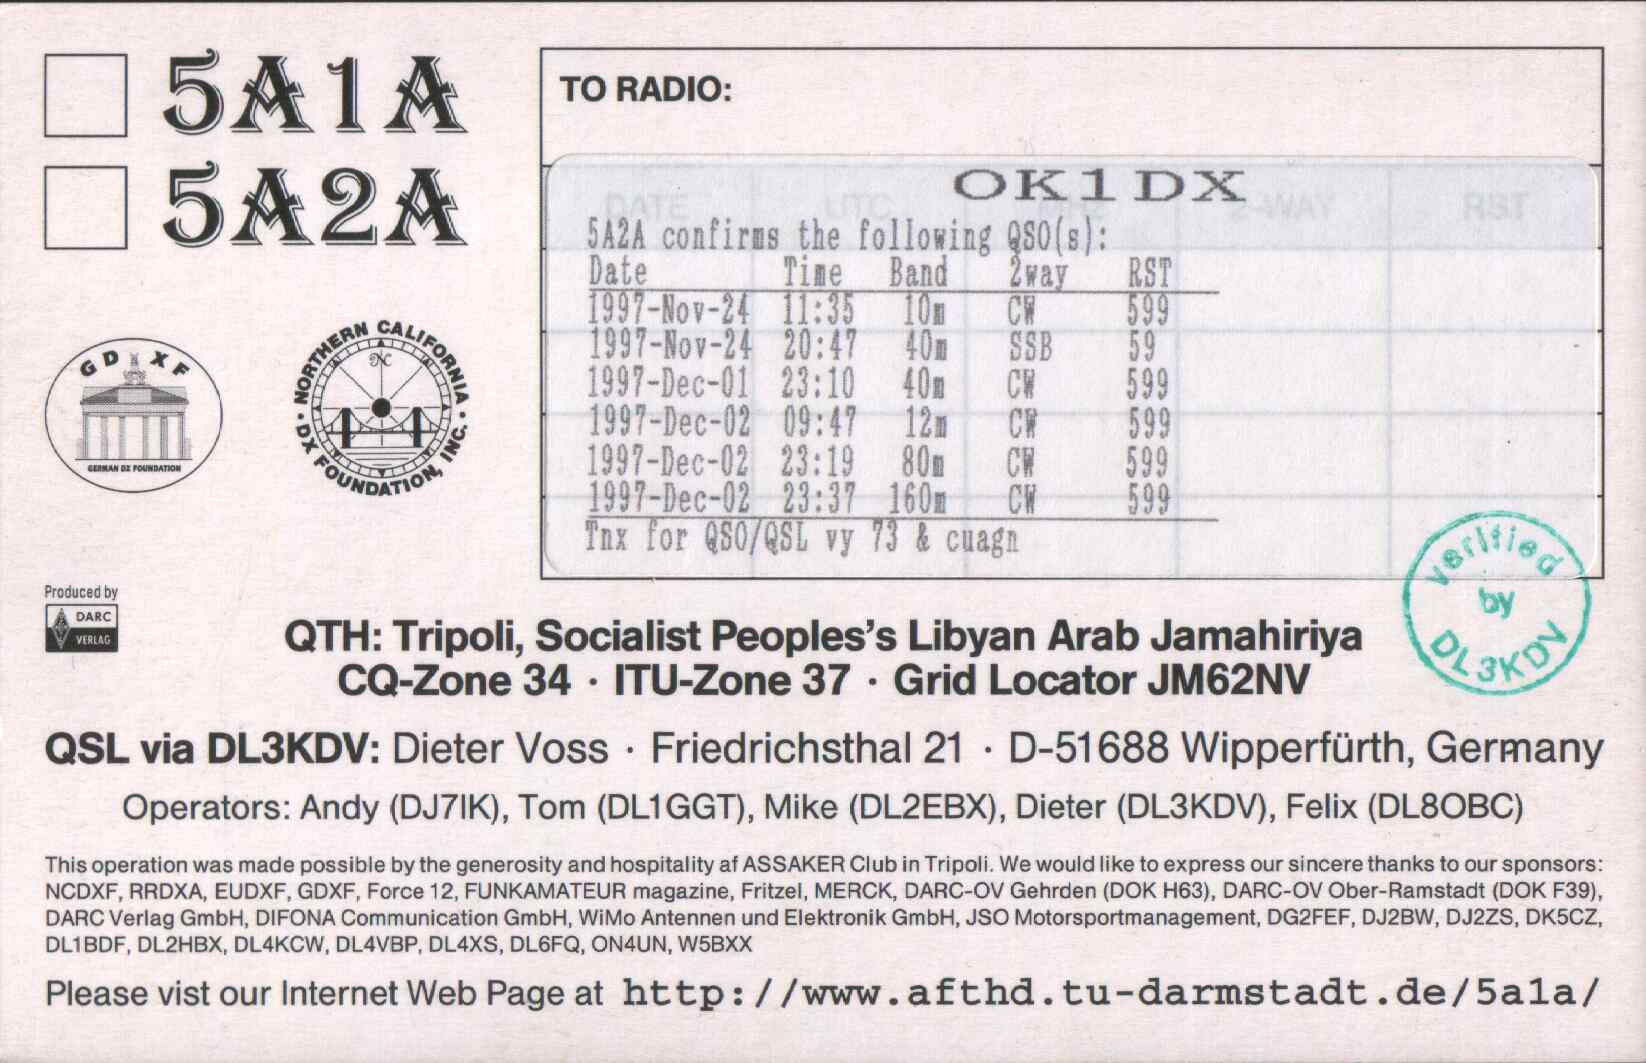 5A1A
5A2A
TO RADIO:
DATE UTC 2-WAY RST
OK1DX
5A2A confirms the following QSO(s):
Date Time Band 2way RST
1997-Nov-24 11:35 10m CW 599
1997-Nov-24 20:47 40m SSB 59
1997-Dec-01 23:10 40m CW 599
1997-Dec-02 09:47 12m CW 599
1997-Dec-02 23:19 80m CW 599
1997-Dec-02 23:37 160m CW 599
Tnx for QSO/QSL vy 73 & cuagn
GDXF
GERMAN DX FOUNDATION
NORTHERN CALIFORNIA
DX FOUNDATION, INC.
Produced by
DARC
VERLAG
verified
by
DL3KDV
QTH: Tripoli, Socialist Peoples's Libyan Arab Jamahiriya
CQ-Zone 34 · ITU-Zone 37 · Grid Locator JM62NV
QSL via DL3KDV: Dieter Voss · Friedrichsthal 21 · D-51688 Wipperfürth, Germany
Operators: Andy (DJ7IK), Tom (DL1GGT), Mike (DL2EBX), Dieter (DL3KDV), Felix (DL8OBC)
This operation was made possible by the generosity and hospitality af ASSAKER Club in Tripoli. We would like to express our sincere thanks to our sponsors:
NCDXF, RRDXA, EUDXF, GDXF, Force 12, FUNKAMATEUR magazine, Fritzel, MERCK, DARC-OV Gehrden (DOK H63), DARC-OV Ober-Ramstadt (DOK F39),
DARC Verlag GmbH, DIFONA Communication GmbH, WiMo Antennen und Elektronik GmbH, JSO Motorsportmanagement, DG2FEF, DJ2BW, DJ2ZS, DK5CZ,
DL1BDF, DL2HBX, DL4KCW, DL4VBP, DL4XS, DL6FQ, ON4UN, W5BXX
Please vist our Internet Web Page at http://www.afthd.tu-darmstadt.de/5a1a/